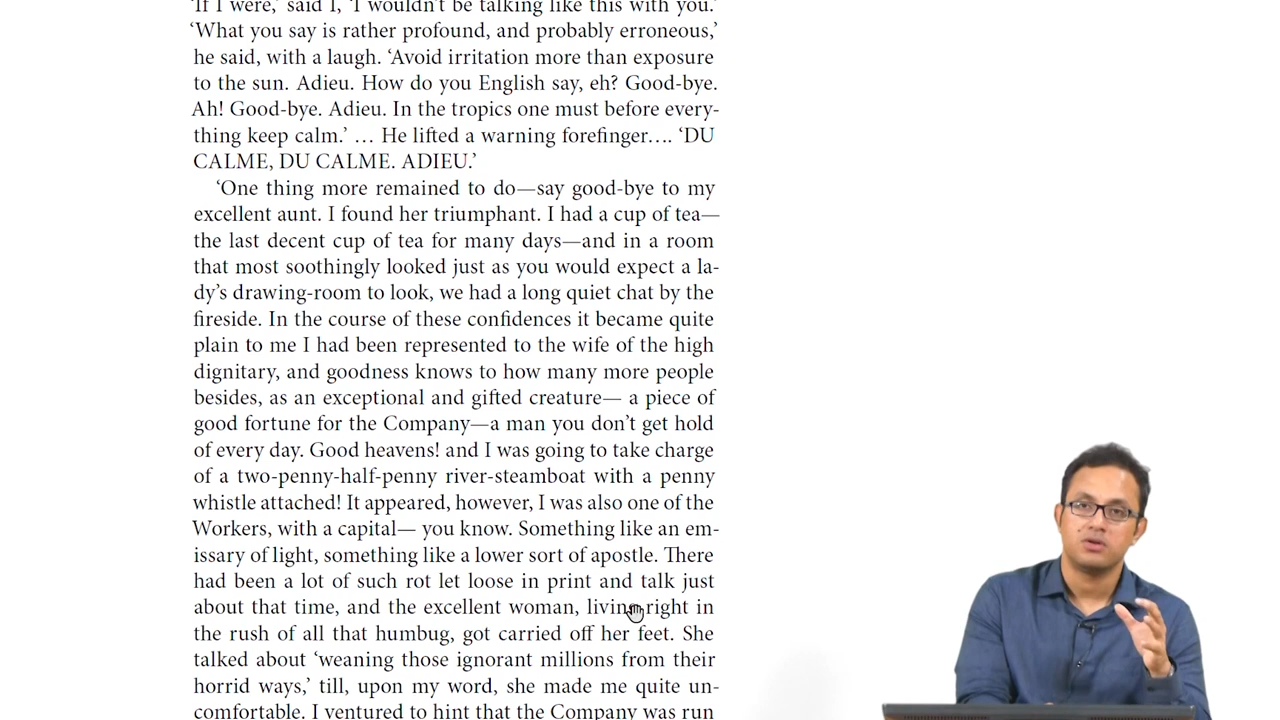 'If I were,' said I, 'I wouldn't be talking like this with you.'
'What you say is rather profound, and probably erroneous,'
he said, with a laugh. 'Avoid irritation more than exposure
to the sun. Adieu. How do you English say, eh? Good-bye.
Ah! Good-bye. Adieu. In the tropics one must before every-
thing keep calm.' … He lifted a warning forefinger…. 'DU
CALME, DU CALME. ADIEU.'
'One thing more remained to do—say good-bye to my
excellent aunt. I found her triumphant. I had a cup of tea—
the last decent cup of tea for many days—and in a room
that most soothingly looked just as you would expect a la-
dy's drawing-room to look, we had a long quiet chat by the
fireside. In the course of these confidences it became quite
plain to me I had been represented to the wife of the high
dignitary, and goodness knows to how many more people
besides, as an exceptional and gifted creature— a piece of
good fortune for the Company—a man you don't get hold
of every day. Good heavens! and I was going to take charge
of a two-penny-half-penny river-steamboat with a penny
whistle attached! It appeared, however, I was also one of the
Workers, with a capital— you know. Something like an em-
issary of light, something like a lower sort of apostle. There
had been a lot of such rot let loose in print and talk just
about that time, and the excellent woman, living right in
the rush of all that humbug, got carried off her feet. She
talked about 'weaning those ignorant millions from their
horrid ways,' till, upon my word, she made me quite un-
comfortable. I ventured to hint that the Company was run